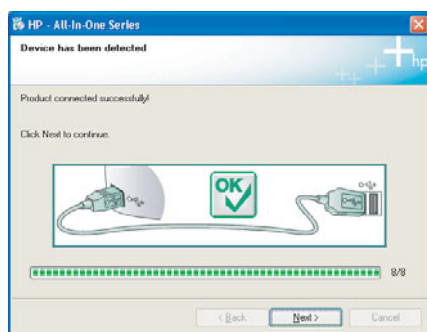 HP - All-In-One Series
Device has been detected
hp
Product connected successfully!
Click Next to continue.
OK
8/8
< Back Next > Cancel